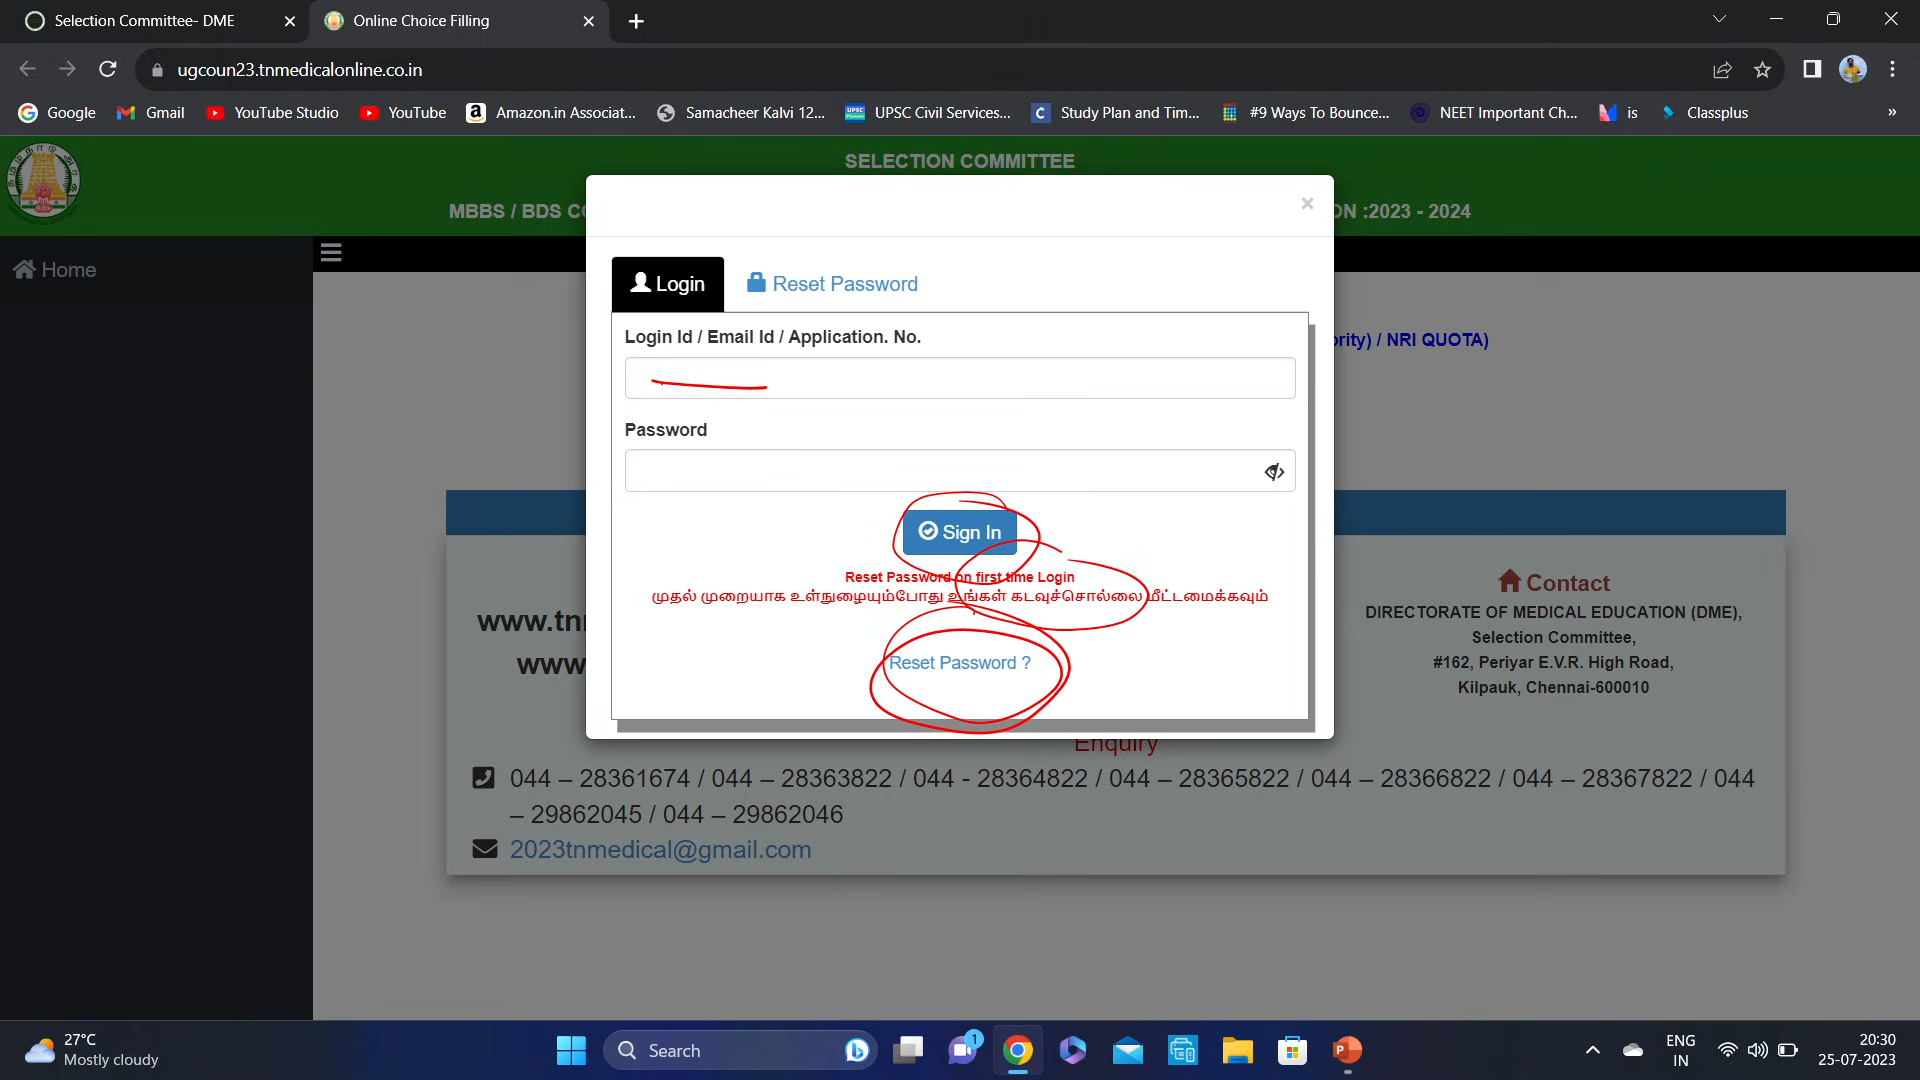 Selection Committee- DME
Online Choice Filling
ugcoun23.tnmedicalonline.co.in
Google Gmail YouTube Studio YouTube Amazon.in Associat... Samacheer Kalvi 12... UPSC Civil Services... Study Plan and Tim... #9 Ways To Bounce... NEET Important Ch... is Classplus »
SELECTION COMMITTEE
MBBS / BDS
:2023 - 2024
Home
Login Reset Password
Login Id / Email Id / Application. No.
/ NRI QUOTA)
Password
Sign In
Reset Password on first time Login
முதல் முறையாக உள்நுழையும்போது உங்கள் கடவுச்சொல்லை மீட்டமைக்கவும்
Reset Password ?
www.tn
www
Contact
DIRECTORATE OF MEDICAL EDUCATION (DME),
Selection Committee,
#162, Periyar E.V.R. High Road,
Kilpauk, Chennai-600010
Enquiry
044 – 28361674 / 044 – 28363822 / 044 - 28364822 / 044 – 28365822 / 044 – 28366822 / 044 – 28367822 / 044
– 29862045 / 044 – 29862046
2023tnmedical@gmail.com
27°C
Mostly cloudy
Search
1
ENG
IN
20:30
25-07-2023